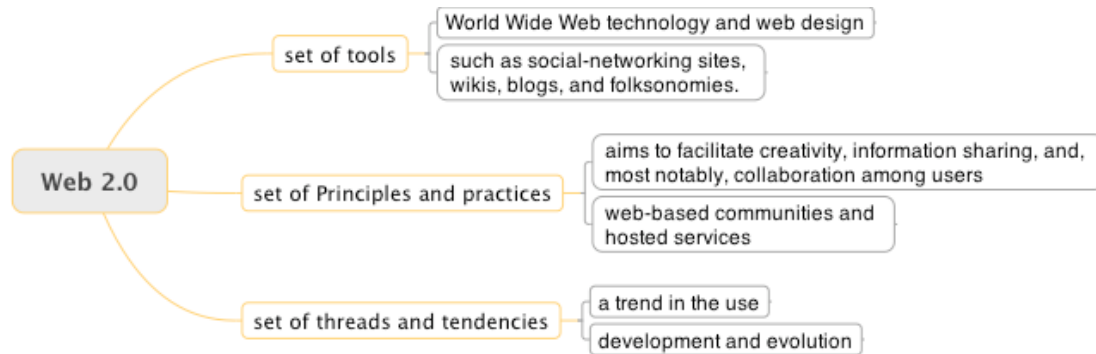 World Wide Web technology and web design
set of tools
such as social-networking sites,
wikis, blogs, and folksonomies.
Web 2.0
aims to facilitate creativity, information sharing, and,
most notably, collaboration among users
set of Principles and practices
web-based communities and
hosted services
a trend in the use
set of threads and tendencies
development and evolution